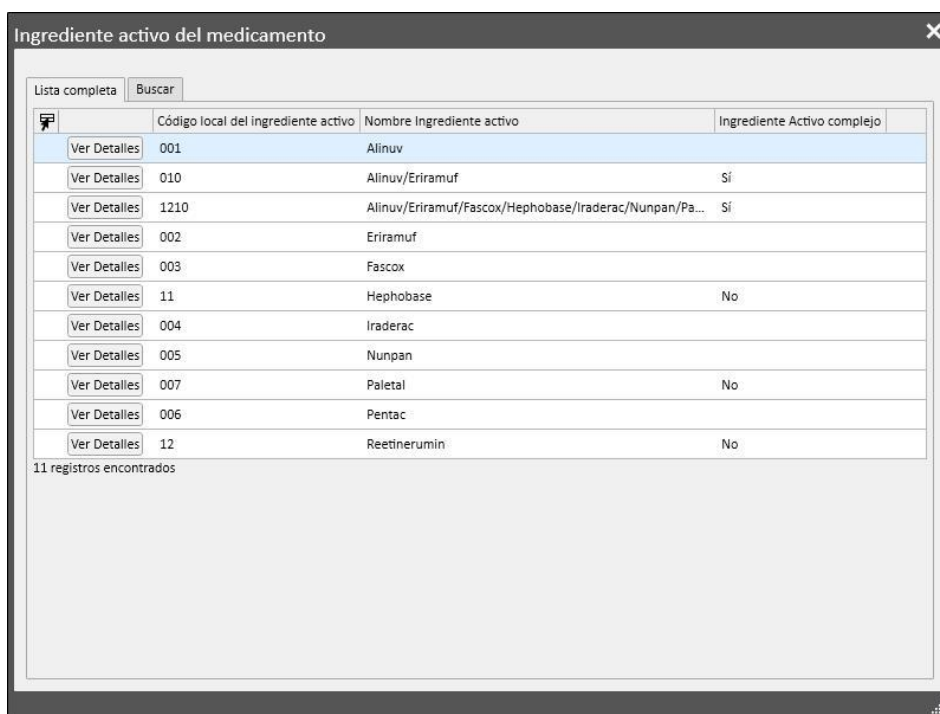 Ingrediente activo del medicamento
Lista completa Buscar
Código local del ingrediente activo Nombre Ingrediente activo Ingrediente Activo complejo
Ver Detalles 001 Alinuv
Ver Detalles 010 Alinuv/Eriramuf Sí
Ver Detalles 1210 Alinuv/Eriramuf/Fascox/Hephobase/Iraderac/Nunpan/Pa... Sí
Ver Detalles 002 Eriramuf
Ver Detalles 003 Fascox
Ver Detalles 11 Hephobase No
Ver Detalles 004 Iraderac
Ver Detalles 005 Nunpan
Ver Detalles 007 Paletal No
Ver Detalles 006 Pentac
Ver Detalles 12 Reetinerumin No
11 registros encontrados